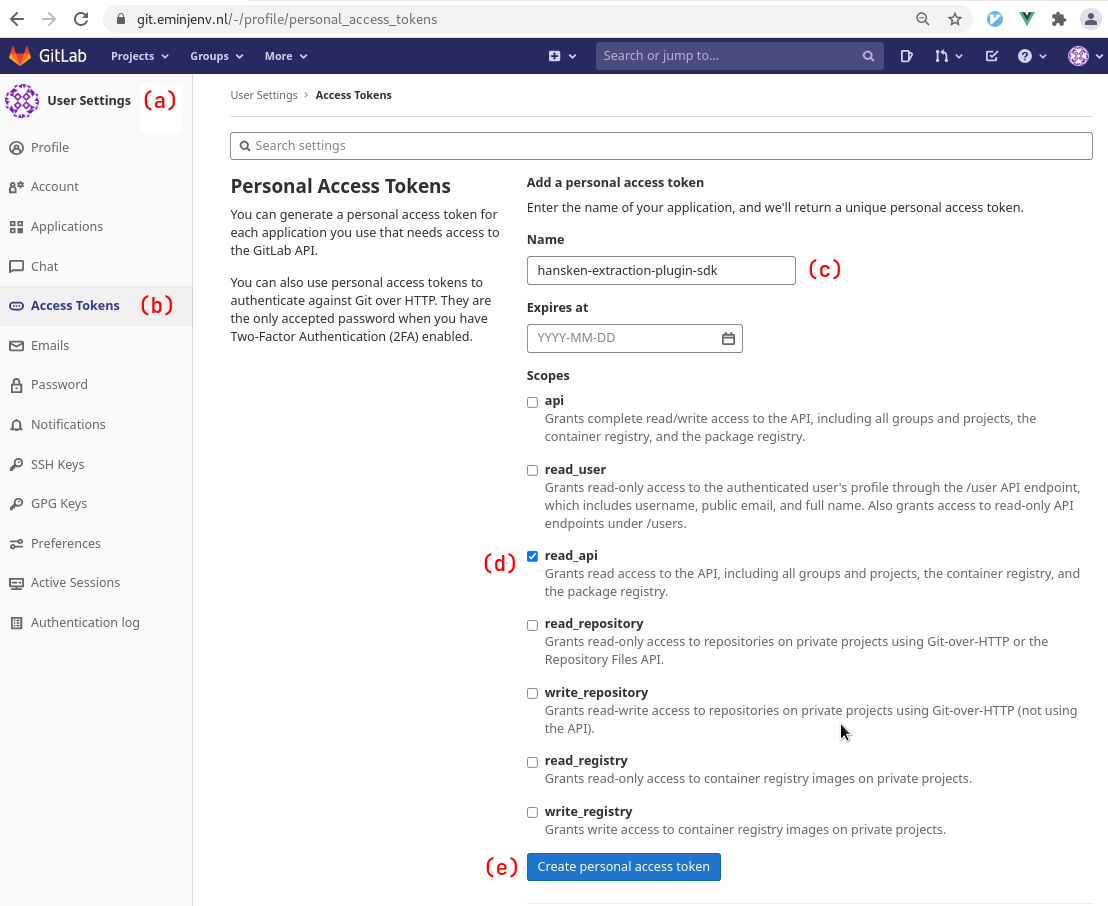 git.eminjenv.nl/-/profile/personal_access_tokens
GitLab
Projects
Groups
More
Search or jump to...
User Settings
(a)
Profile
Account
Applications
Chat
Access Tokens
(b)
Emails
Password
Notifications
SSH Keys
GPG Keys
Preferences
Active Sessions
Authentication log
User Settings › Access Tokens
Search settings
Personal Access Tokens
You can generate a personal access token for
each application you use that needs access to
the GitLab API.
You can also use personal access tokens to
authenticate against Git over HTTP. They are
the only accepted password when you have
Two-Factor Authentication (2FA) enabled.
Add a personal access token
Enter the name of your application, and we'll return a unique personal access token.
Name
hansken-extraction-plugin-sdk
(c)
Expires at
YYYY-MM-DD
Scopes
api
Grants complete read/write access to the API, including all groups and projects, the
container registry, and the package registry.
read_user
Grants read-only access to the authenticated user's profile through the /user API endpoint,
which includes username, public email, and full name. Also grants access to read-only API
endpoints under /users.
(d)
read_api
Grants read access to the API, including all groups and projects, the container registry, and
the package registry.
read_repository
Grants read-only access to repositories on private projects using Git-over-HTTP or the
Repository Files API.
write_repository
Grants read-write access to repositories on private projects using Git-over-HTTP (not using
the API).
read_registry
Grants read-only access to container registry images on private projects.
write_registry
Grants write access to container registry images on private projects.
(e)
Create personal access token